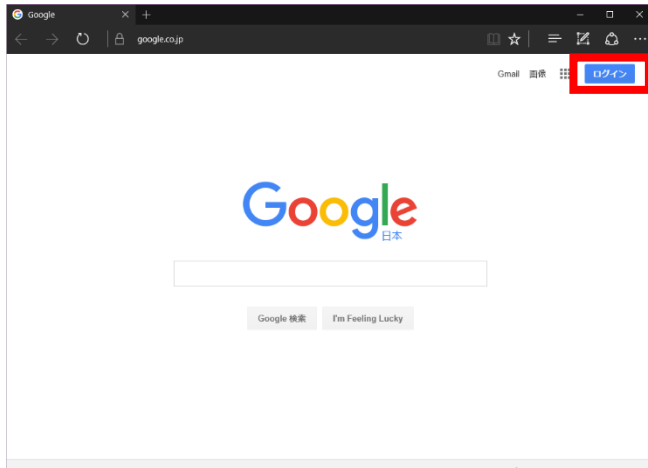 Google
google.co.jp
Gmail 画像 ログイン
Google
日本
Google 検索 I'm Feeling Lucky